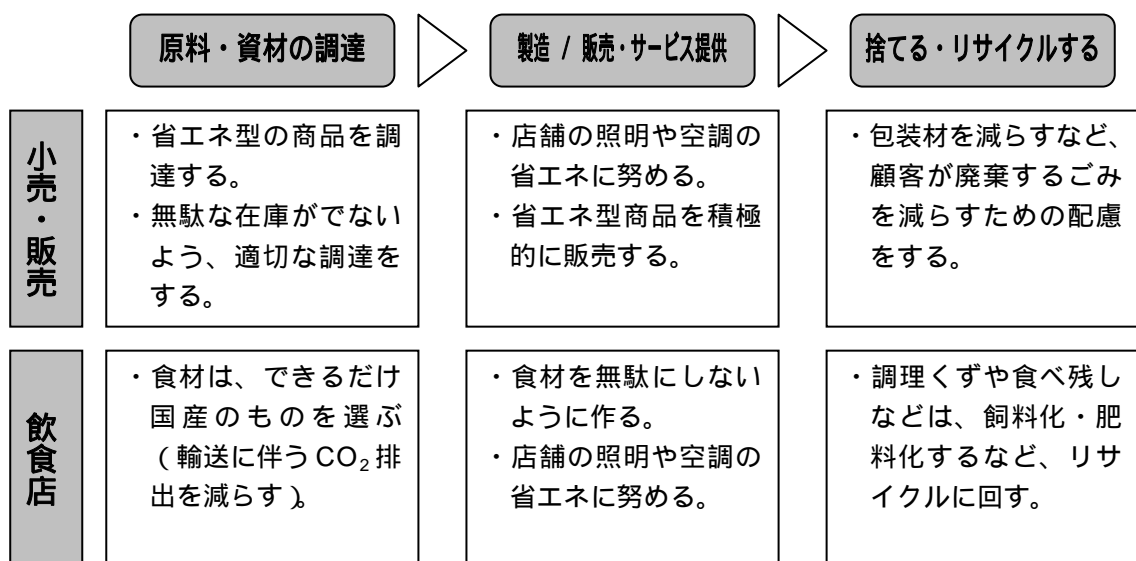 原料・資材の調達
製造 / 販売・サービス提供
捨てる・リサイクルする
小売・販売
・省エネ型の商品を調
達する。
・無駄な在庫がでない
よう、適切な調達を
する。
・店舗の照明や空調の
省エネに努める。
・省エネ型商品を積極
的に販売する。
・包装材を減らすなど、
顧客が廃棄するごみ
を減らすための配慮
をする。
飲食店
・食材は、できるだけ
国産のものを選ぶ
（輸送に伴う CO₂ 排
出を減らす）。
・食材を無駄にしない
ように作る。
・店舗の照明や空調の
省エネに努める。
・調理くずや食べ残し
などは、飼料化・肥
料化するなど、リサ
イクルに回す。